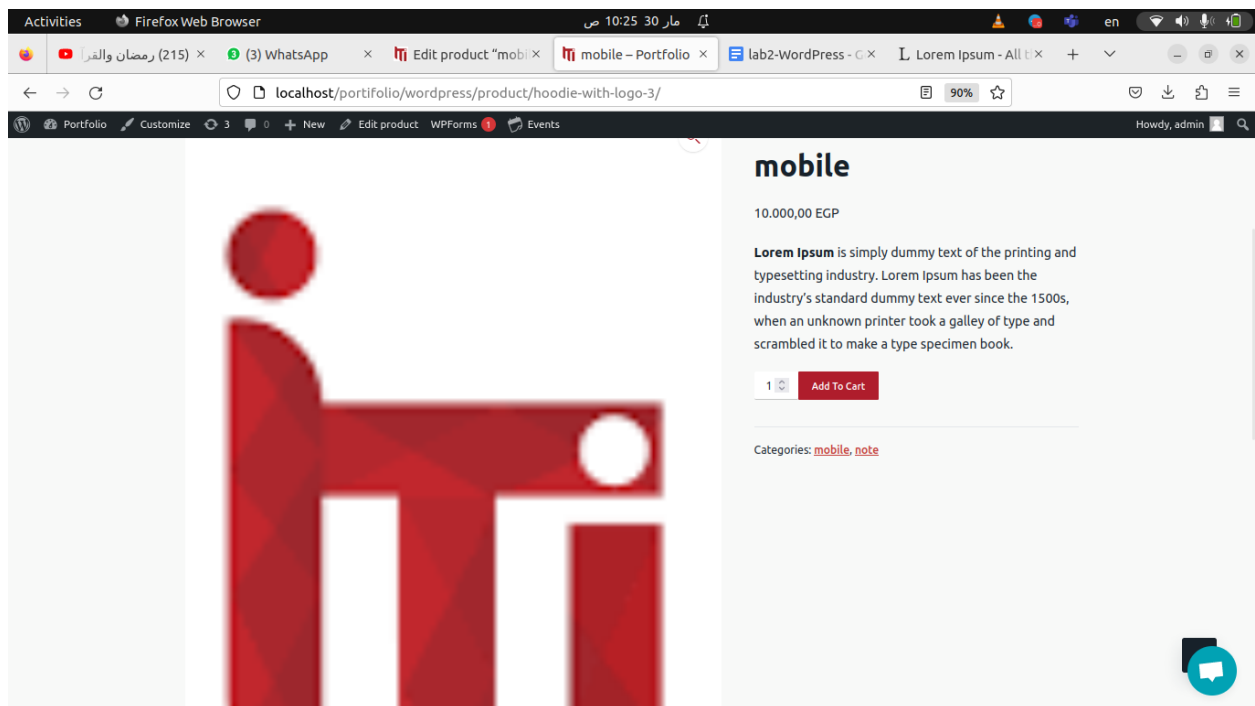 Activities Firefox Web Browser 10:25 30 مار ص en
(215) رمضان والقرآ (3) WhatsApp Edit product “mobi mobile – Portfolio lab2-WordPress - G Lorem Ipsum - All t
localhost/portifolio/wordpress/product/hoodie-with-logo-3/ 90%
Portfolio Customize 3 0 New Edit product WPForms 1 Events Howdy, admin
mobile
10.000,00 EGP
Lorem Ipsum is simply dummy text of the printing and
typesetting industry. Lorem Ipsum has been the
industry's standard dummy text ever since the 1500s,
when an unknown printer took a galley of type and
scrambled it to make a type specimen book.
1 Add To Cart
Categories: mobile, note
iTi